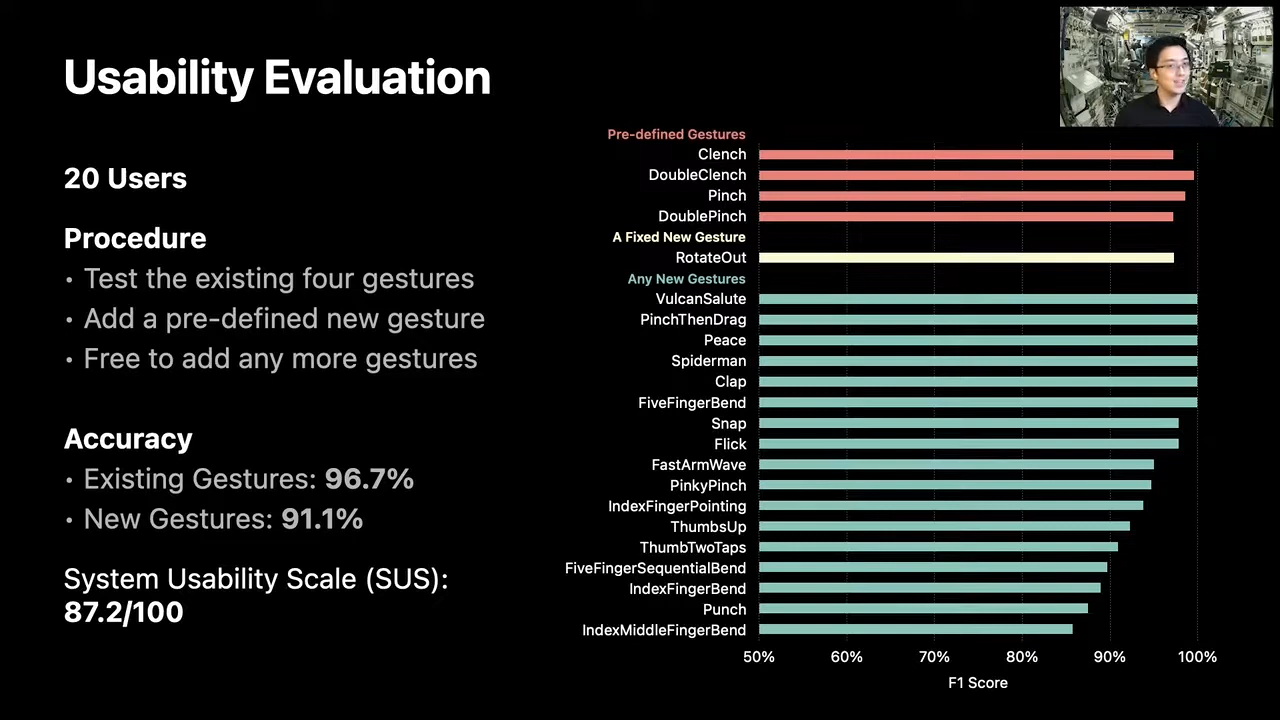 Usability Evaluation
20 Users
Procedure
• Test the existing four gestures
• Add a pre-defined new gesture
• Free to add any more gestures
Accuracy
• Existing Gestures: 96.7%
• New Gestures: 91.1%
System Usability Scale (SUS):
87.2/100
Pre-defined Gestures
Clench
DoubleClench
Pinch
DoublePinch
A Fixed New Gesture
RotateOut
Any New Gestures
VulcanSalute
PinchThenDrag
Peace
Spiderman
Clap
FiveFingerBend
Snap
Flick
FastArmWave
PinkyPinch
IndexFingerPointing
ThumbsUp
ThumbTwoTaps
FiveFingerSequentialBend
IndexFingerBend
Punch
IndexMiddleFingerBend
50% 60% 70% 80% 90% 100%
F1 Score